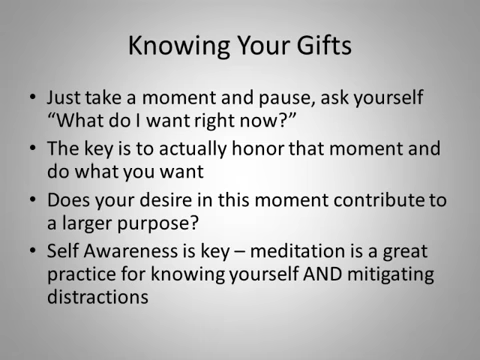 Knowing Your Gifts
• Just take a moment and pause, ask yourself
“What do I want right now?”
• The key is to actually honor that moment and
do what you want
• Does your desire in this moment contribute to
a larger purpose?
• Self Awareness is key – meditation is a great
practice for knowing yourself AND mitigating
distractions